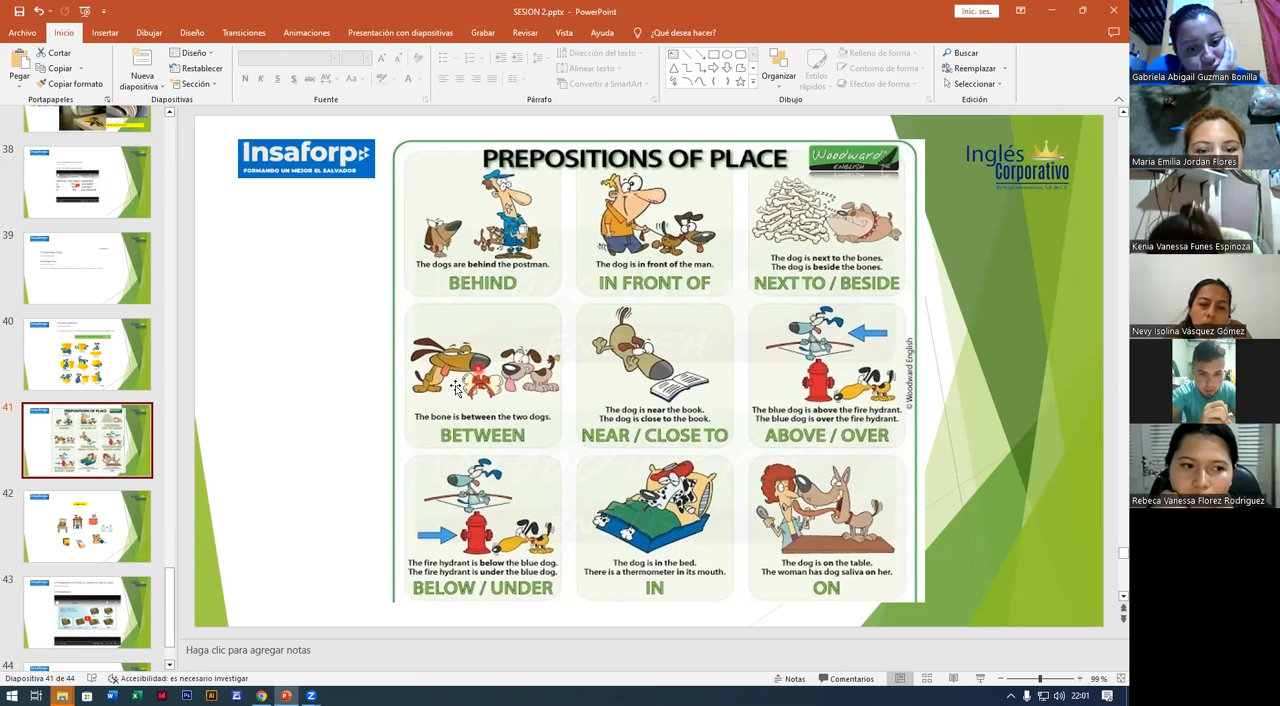 SESION 2.pptx – PowerPoint
Inic. ses.
Archivo
Inicio
Insertar
Dibujar
Diseño
Transiciones
Animaciones
Presentación con diapositivas
Grabar
Revisar
Vista
Ayuda
¿Qué desea hacer?
Pegar
Cortar
Copiar
Copiar formato
Portapapeles
Nueva
diapositiva
Diseño
Restablecer
Sección
Diapositivas
N K S S abc AV Aa A
Fuente
Dirección del texto
Alinear texto
Convertir a SmartArt
Párrafo
Organizar
Estilos
rápidos
Relleno de forma
Contorno de forma
Efectos de forma
Dibujo
Buscar
Reemplazar
Seleccionar
Edición
38
39
40
41
PREPOSITIONS OF PLACE
42
43
44
Insaforp
FORMANDO UN MEJOR EL SALVADOR
PREPOSITIONS OF PLACE
Woodward
ENGLISH
Inglés
Corporativo
The dogs are behind the postman.
BEHIND
The dog is in front of the man.
IN FRONT OF
The dog is next to the bones.
The dog is beside the bones.
NEXT TO / BESIDE
The bone is between the two dogs.
BETWEEN
The dog is near the book.
The dog is close to the book.
NEAR / CLOSE TO
The blue dog is above the fire hydrant.
The blue dog is over the fire hydrant.
ABOVE / OVER
© Woodward English
The fire hydrant is below the blue dog.
The fire hydrant is under the blue dog.
BELOW / UNDER
The dog is in the bed.
There is a thermometer in its mouth.
IN
The dog is on the table.
The woman has dog saliva on her.
ON
Haga clic para agregar notas
Diapositiva 41 de 44
Accesibilidad: es necesario investigar
Notas
Comentarios
99 %
22:01
Gabriela Abigail Guzman Bonilla
Maria Emilia Jordan Flores
Kenia Vanessa Funes Espinoza
Nevy Isolina Vásquez Gómez
Rebeca Vanessa Florez Rodriguez